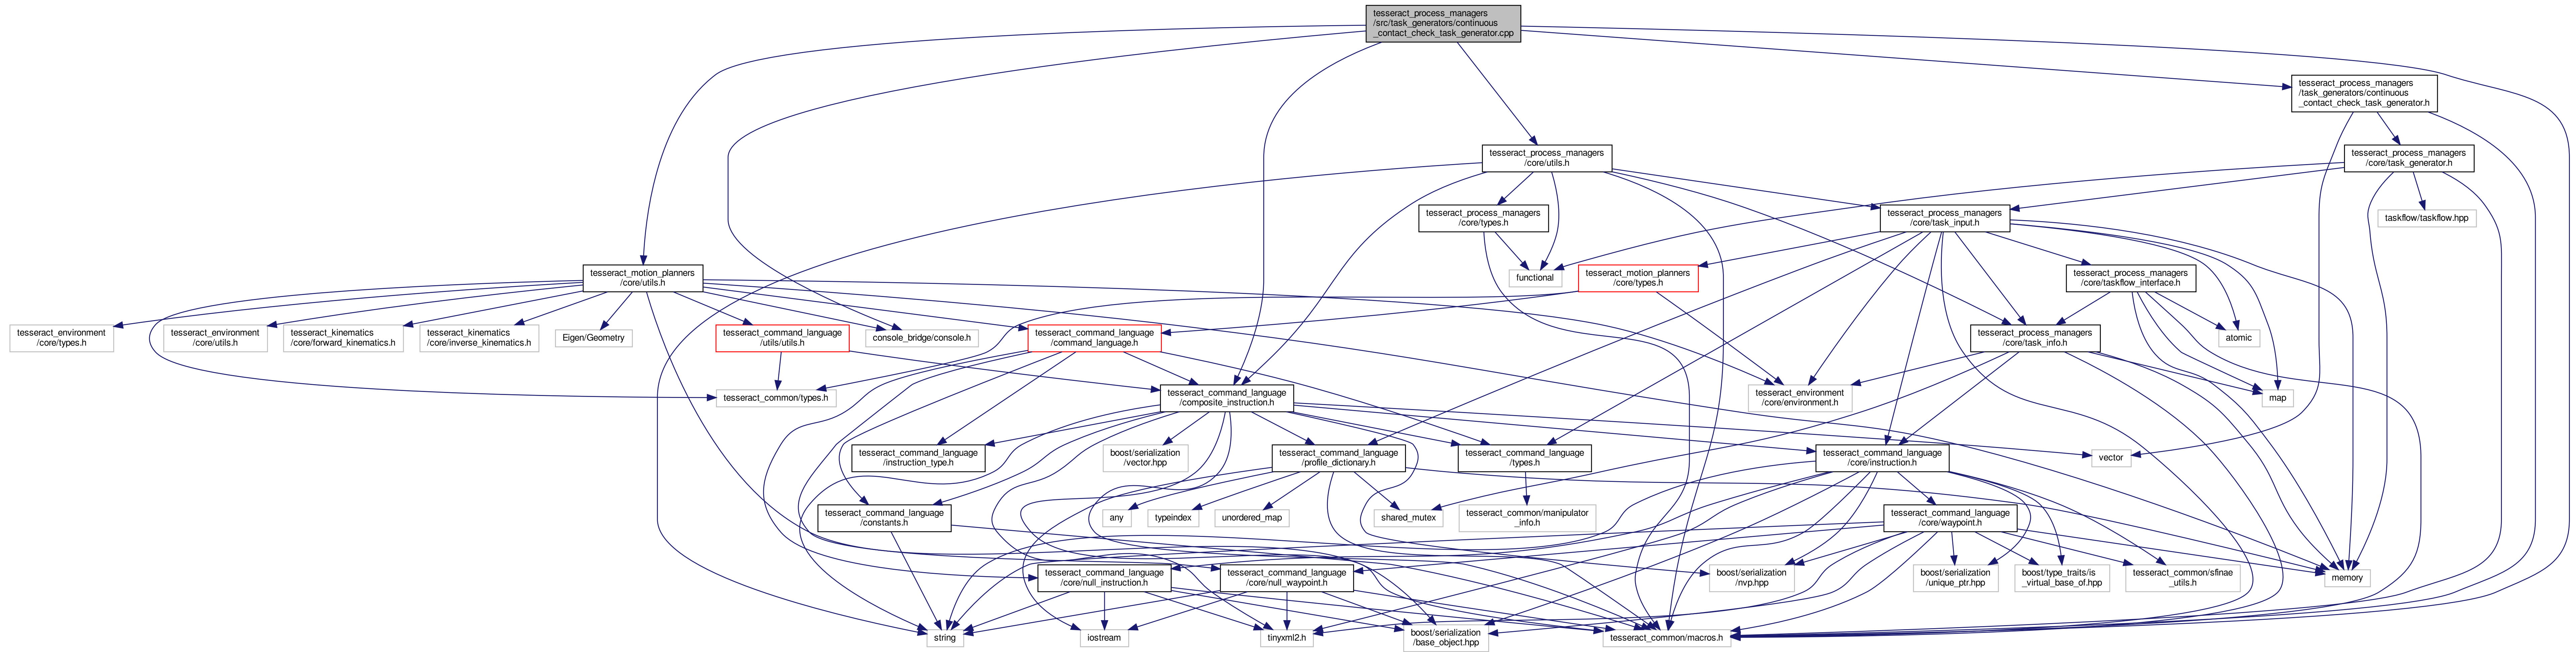 tesseract_process_managers
/src/task_generators/continuous
_contact_check_task_generator.cpp
tesseract_process_managers
/task_generators/continuous
_contact_check_task_generator.h
tesseract_process_managers
/core/utils.h
tesseract_process_managers
/core/task_generator.h
tesseract_process_managers
/core/types.h
tesseract_process_managers
/core/task_input.h
taskflow/taskflow.hpp
tesseract_motion_planners
/core/utils.h
functional
tesseract_motion_planners
/core/types.h
tesseract_process_managers
/core/taskflow_interface.h
tesseract_environment
/core/types.h
tesseract_environment
/core/utils.h
tesseract_kinematics
/core/forward_kinematics.h
tesseract_kinematics
/core/inverse_kinematics.h
Eigen/Geometry
tesseract_command_language
/utils/utils.h
console_bridge/console.h
tesseract_command_language
/command_language.h
tesseract_process_managers
/core/task_info.h
atomic
tesseract_common/types.h
tesseract_command_language
/composite_instruction.h
tesseract_environment
/core/environment.h
map
tesseract_command_language
/instruction_type.h
boost/serialization
/vector.hpp
tesseract_command_language
/profile_dictionary.h
tesseract_command_language
/types.h
tesseract_command_language
/core/instruction.h
vector
tesseract_command_language
/constants.h
any
typeindex
unordered_map
shared_mutex
tesseract_common/manipulator
_info.h
tesseract_command_language
/core/waypoint.h
tesseract_command_language
/core/null_instruction.h
tesseract_command_language
/core/null_waypoint.h
boost/serialization
/nvp.hpp
boost/serialization
/unique_ptr.hpp
boost/type_traits/is
_virtual_base_of.hpp
tesseract_common/sfinae
_utils.h
memory
string
iostream
tinyxml2.h
boost/serialization
/base_object.hpp
tesseract_common/macros.h